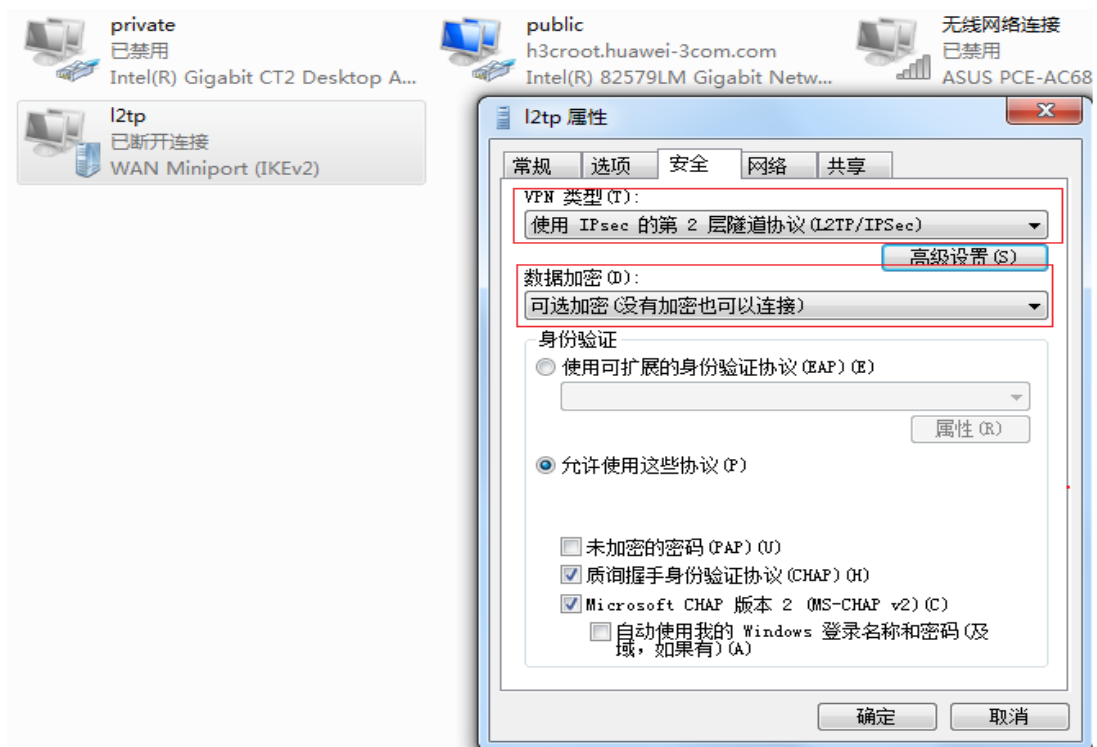 private
已禁用
Intel(R) Gigabit CT2 Desktop A...
public
h3croot.huawei-3com.com
Intel(R) 82579LM Gigabit Netw...
无线网络连接
已禁用
ASUS PCE-AC68
l2tp
已断开连接
WAN Miniport (IKEv2)
l2tp 属性
常规 选项 安全 网络 共享
VPN 类型(T):
使用 IPsec 的第 2 层隧道协议(L2TP/IPSec)
高级设置(S)
数据加密(D):
可选加密(没有加密也可以连接)
身份验证
使用可扩展的身份验证协议(EAP)(E)
属性(R)
允许使用这些协议(P)
未加密的密码(PAP)(U)
质询握手身份验证协议(CHAP)(H)
Microsoft CHAP 版本 2 (MS-CHAP v2)(C)
自动使用我的 Windows 登录名称和密码(及
域，如果有)(A)
确定 取消